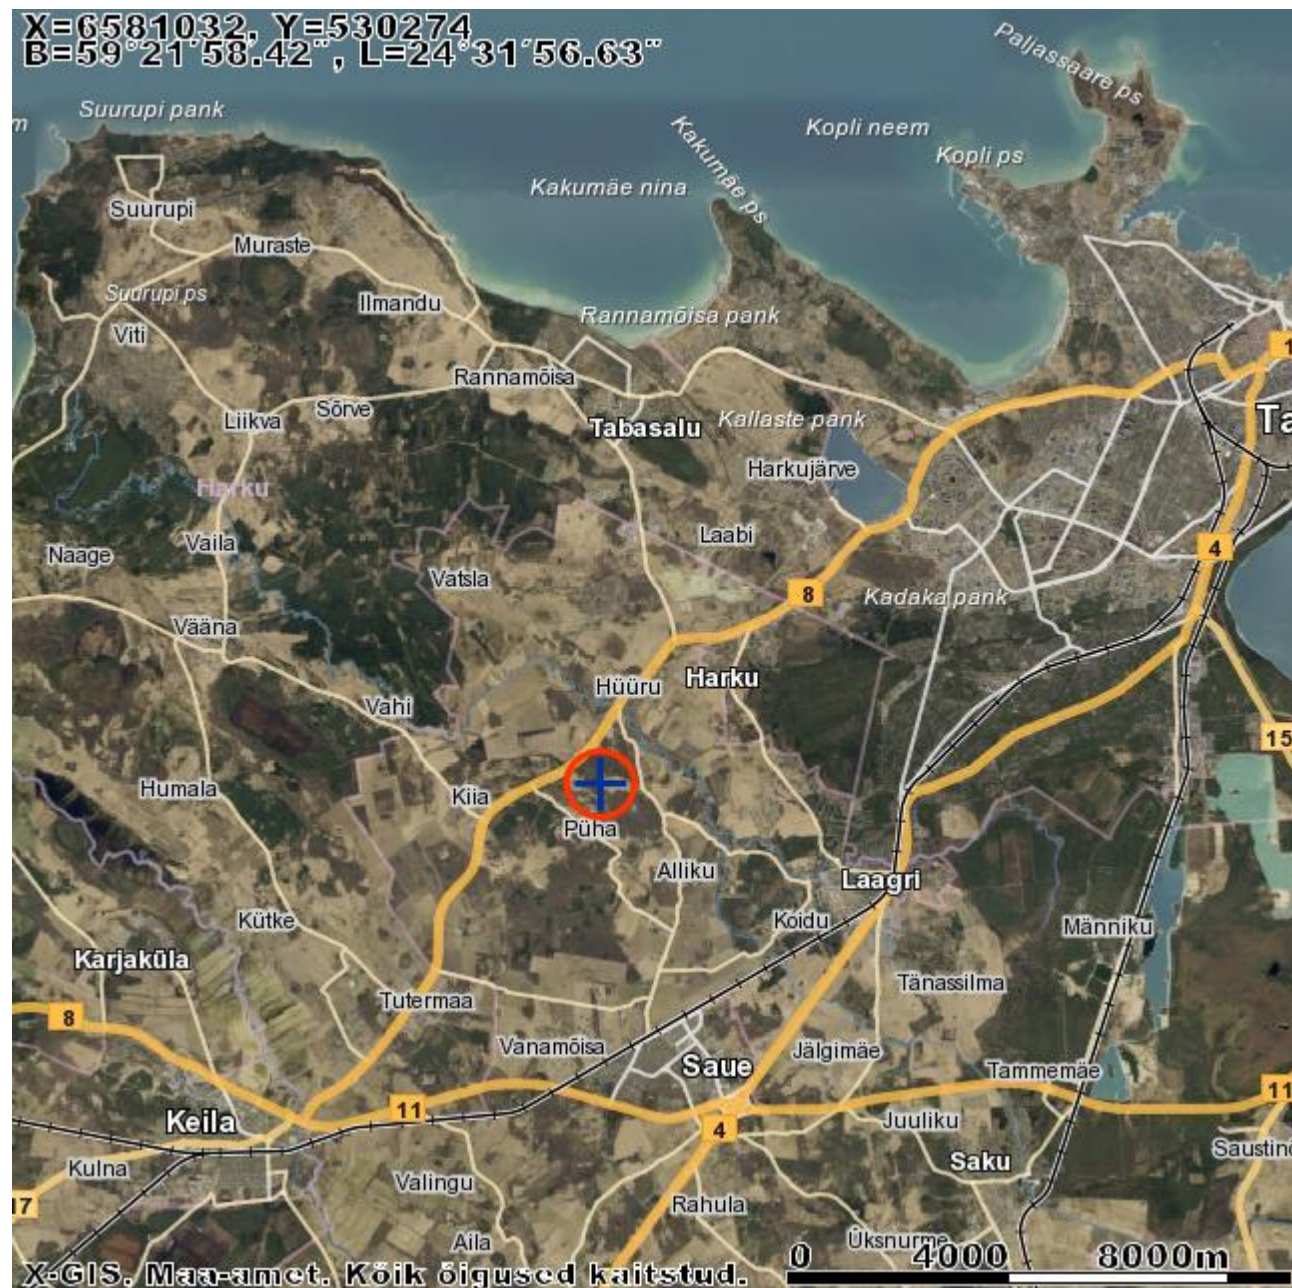 X=6581032, Y=530274
B=59°21´58.42¨, L=24°31´56.63¨
Paljassaare ps
Suurupi pank
m
Kopli neem
Kakumäe ps
Kopli ps
Kakumäe nina
Suurupi
Muraste
Suurupi ps
Ilmandu
Rannamõisa pank
Viti
1
Rannamõisa
Sõrve
Liikva
Tabasalu
Kallaste pank
Ta
Harkujärve
Harku
Laabi
Vaila
Naage
4
Vatsla
8
Kadaka pank
Vääna
Harku
Hüüru
Vahi
15
Humala
Kiia
Püha
Alliku
Laagri
Kütke
Koidu
Männiku
Karjaküla
Tänassilma
Tutermaa
8
Vanamõisa
Jälgimäe
Saue
Tammemäe
11
11
Keila
4
Juuliku
Saustinõ
Kulna
Saku
Valingu
17
Rahula
Aila
Üksnurme
0 4000 8000m
X-GIS. Maa-amet. Kõik õigused kaitstud.